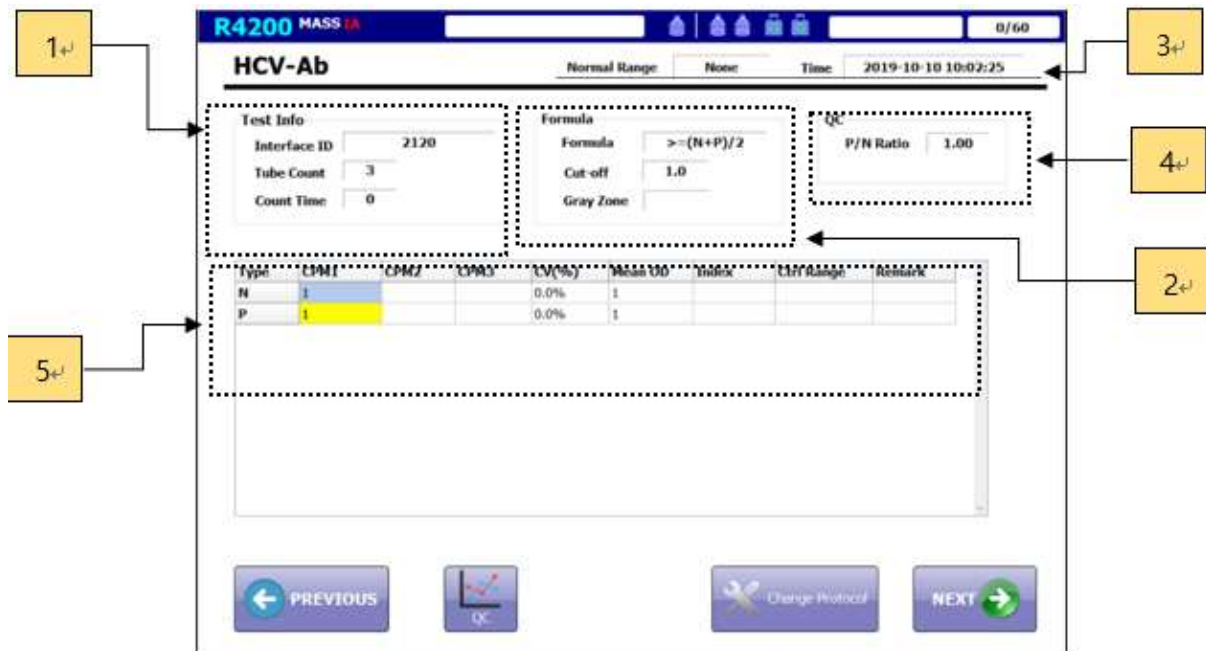 R4200 MASS IA 0/60
HCV-Ab Normal Range None Time 2019-10-10 10:02:25
Test Info Formula QC
Interface ID 2120 Formula >=(N+P)/2 P/N Ratio 1.00
Tube Count 3 Cut-off 1.0
Count Time 0 Gray Zone
Type CPM1 CPM2 CPM3 CV(%) Mean OD Index Ctrl Range Remark
N 1 0.0% 1
P 1 0.0% 1
PREVIOUS QC Change Protocol NEXT
1↵
3↵
4↵
2↵
5↵